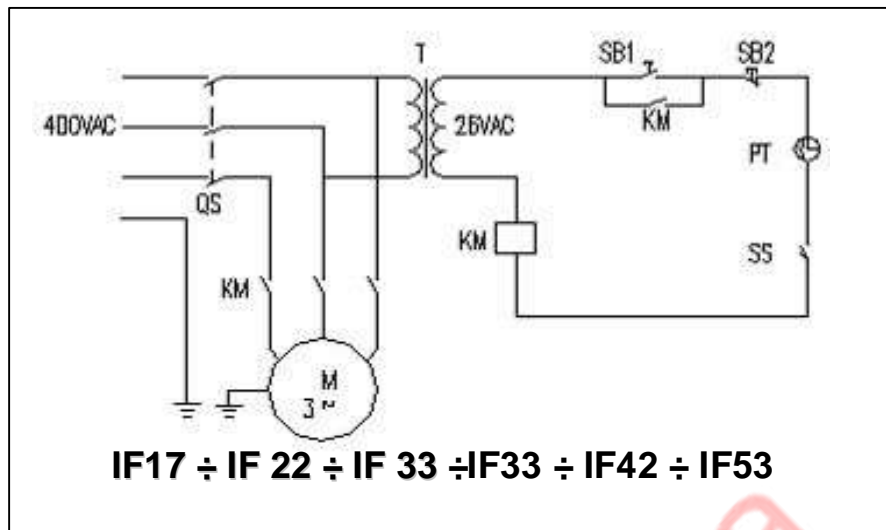 T
SB1
SB2
400VAC
26VAC
KM
PT
QS
KM
SS
KM
M
3 ~
IF17 ÷ IF 22 ÷ IF 33 ÷IF33 ÷ IF42 ÷ IF53